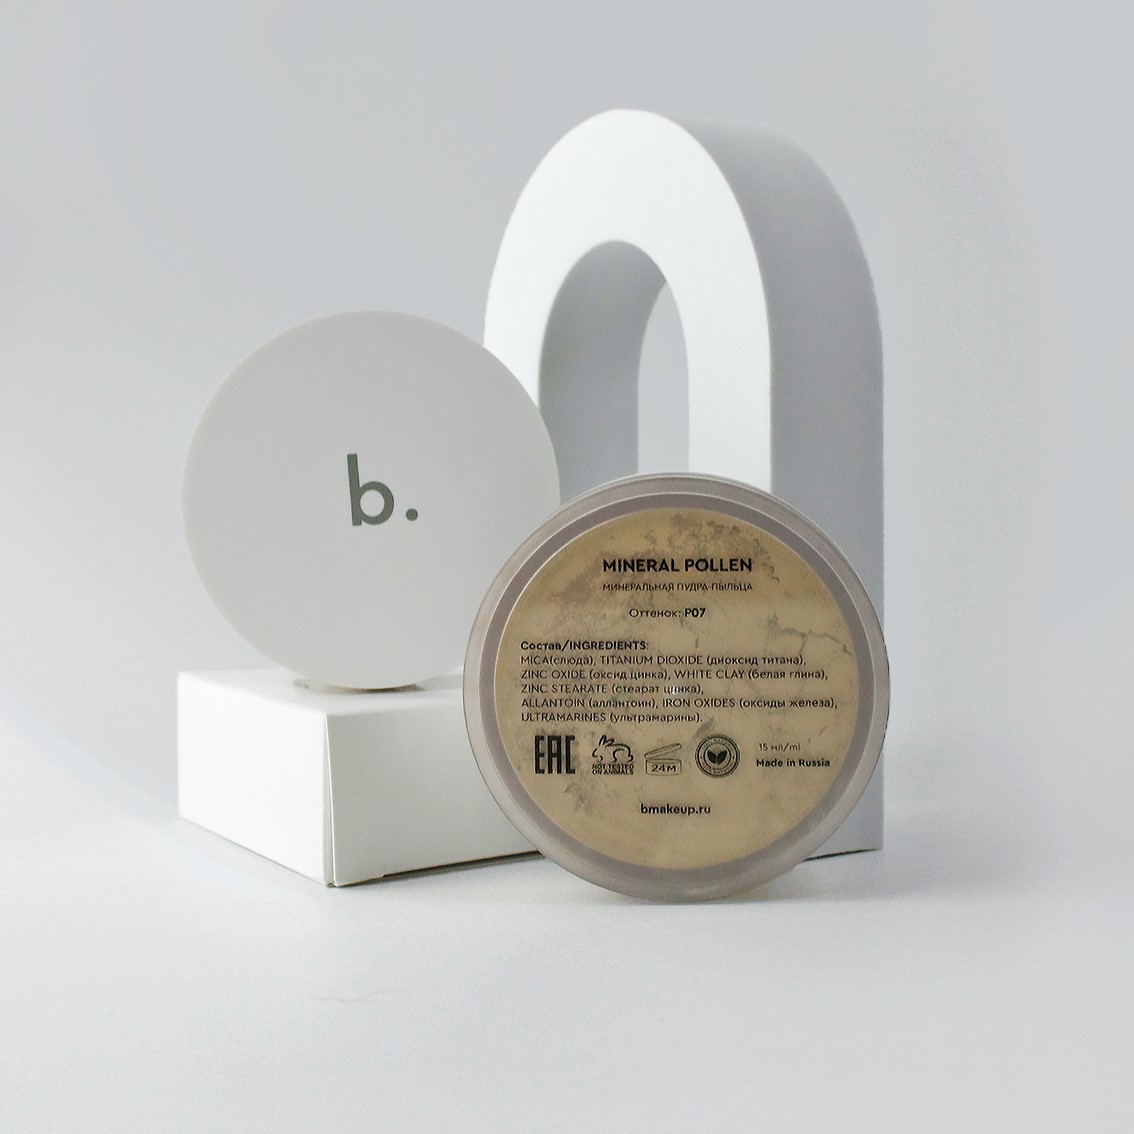 b.
MINERAL POLLEN
МИНЕРАЛЬНАЯ ПУДРА-ПЫЛЬЦА
Оттенок: P07
Состав/INGREDIENTS:
MICA(слюда), TITANIUM DIOXIDE (диоксид титана),
ZINC OXIDE (оксид цинка), WHITE CLAY (белая глина),
ZINC STEARATE (стеарат цинка),
ALLANTOIN (аллантоин), IRON OXIDES (оксиды железа),
ULTRAMARINES (ультрамарины).
EAC
NOT TESTED
ON ANIMALS
24M
15 мл/ml
Made in Russia
bmakeup.ru